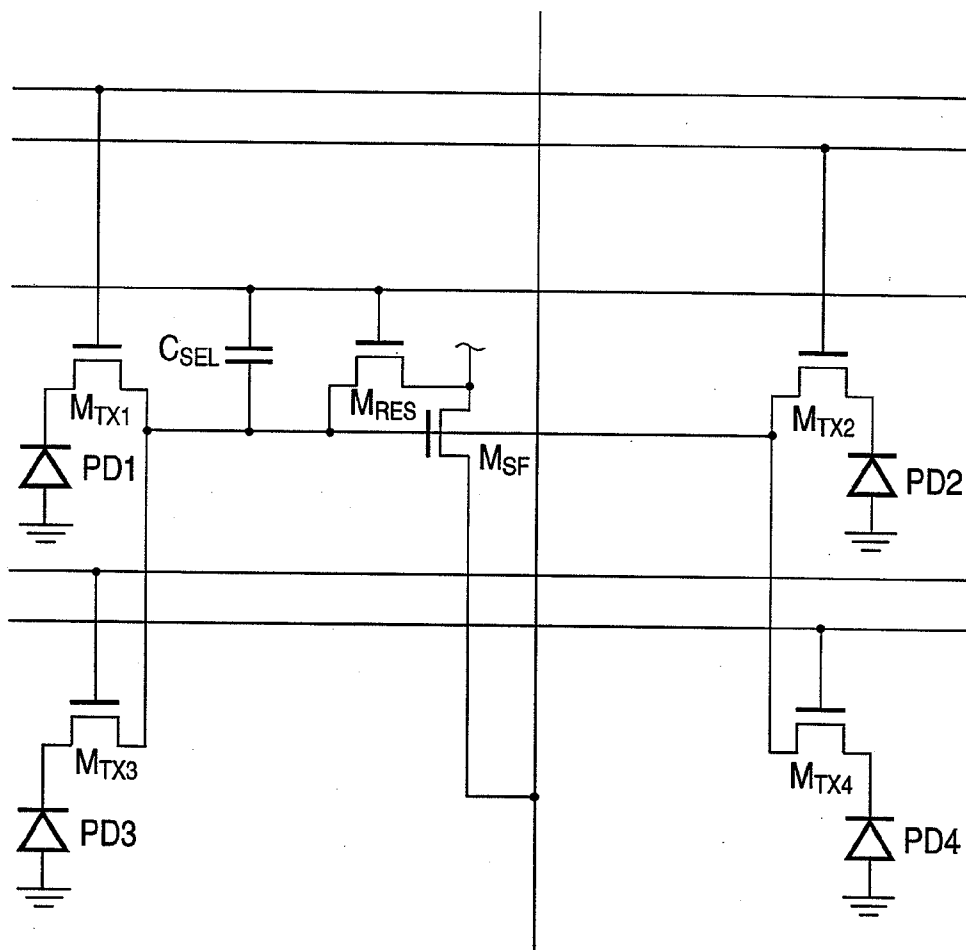 C_SEL
M_TX1
M_RES
M_TX2
M_SF
PD1
PD2
M_TX3
M_TX4
PD3
PD4